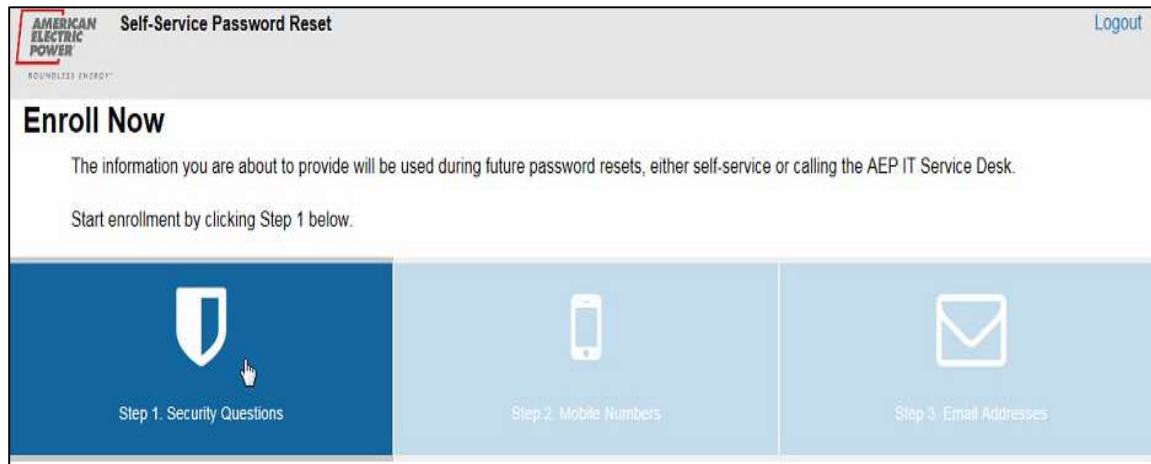 AMERICAN
ELECTRIC
POWER
BOUNDLESS ENERGY™
Self-Service Password Reset
Logout
Enroll Now
The information you are about to provide will be used during future password resets, either self-service or calling the AEP IT Service Desk.
Start enrollment by clicking Step 1 below.
Step 1. Security Questions
Step 2. Mobile Numbers
Step 3. Email Addresses